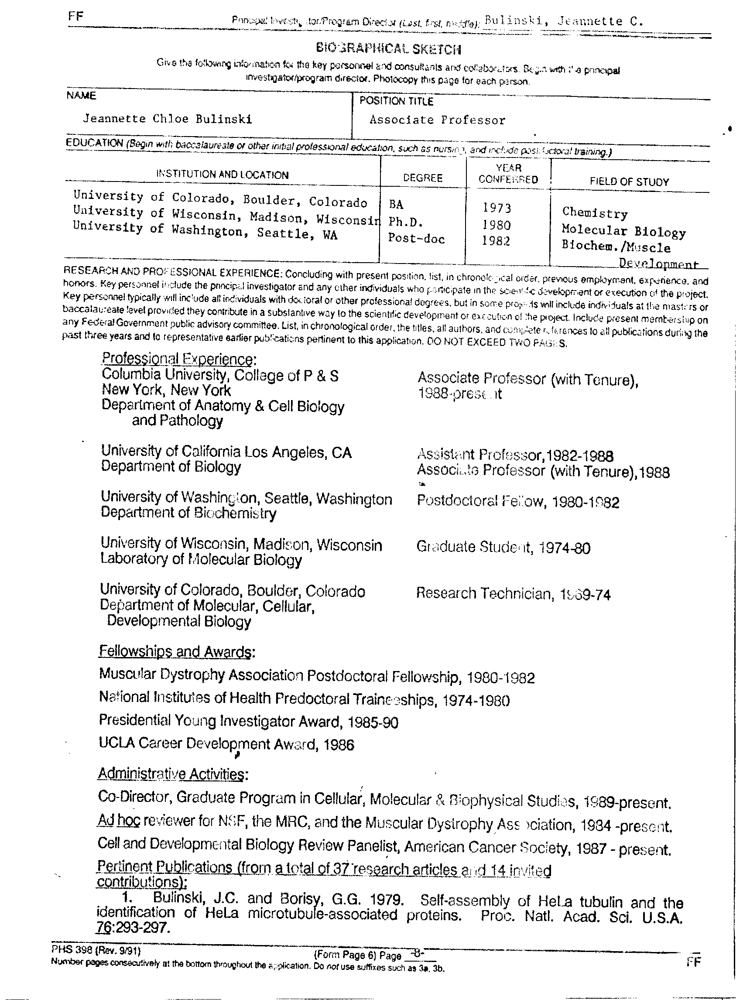 FF
Principal Investigator/Program Director (Last, first, middle): Bulinski, Jeannette C.
BIOGRAPHICAL SKETCH
Give the following information for the key personnel and consultants and collaborators. Begin with the principal
investigator/program director. Photocopy this page for each person.
NAME
POSITION TITLE
Jeannette Chloe Bulinski
Associate Professor
EDUCATION (Begin with baccalaureate or other initial professional education, such as nursing, and include postdoctoral training.)
INSTITUTION AND LOCATION DEGREE YEAR CONFERRED FIELD OF STUDY
University of Colorado, Boulder, Colorado BA 1973 Chemistry
University of Wisconsin, Madison, Wisconsin Ph.D. 1980 Molecular Biology
University of Washington, Seattle, WA Post-doc 1982 Biochem./Muscle
Development
RESEARCH AND PROFESSIONAL EXPERIENCE: Concluding with present position, list, in chronological order, previous employment, experience, and
honors. Key personnel include the principal investigator and any other individuals who participate in the scientific development or execution of the project.
Key personnel typically will include all individuals with doctoral or other professional degrees, but in some projects will include individuals at the masters or
baccalaureate level provided they contribute in a substantive way to the scientific development or execution of the project. Include present membership on
any Federal Government public advisory committee. List, in chronological order, the titles, all authors, and complete references to all publications during the
past three years and to representative earlier publications pertinent to this application. DO NOT EXCEED TWO PAGES.
Professional Experience:
Columbia University, College of P & S Associate Professor (with Tenure),
New York, New York 1988-present
Department of Anatomy & Cell Biology
and Pathology
University of California Los Angeles, CA Assistant Professor,1982-1988
Department of Biology Associate Professor (with Tenure),1988
University of Washington, Seattle, Washington Postdoctoral Fellow, 1980-1982
Department of Biochemistry
University of Wisconsin, Madison, Wisconsin Graduate Student, 1974-80
Laboratory of Molecular Biology
University of Colorado, Boulder, Colorado Research Technician, 1969-74
Department of Molecular, Cellular,
Developmental Biology
Fellowships and Awards:
Muscular Dystrophy Association Postdoctoral Fellowship, 1980-1982
National Institutes of Health Predoctoral Traineeships, 1974-1980
Presidential Young Investigator Award, 1985-90
UCLA Career Development Award, 1986
Administrative Activities:
Co-Director, Graduate Program in Cellular, Molecular & Biophysical Studies, 1989-present.
Ad hoc reviewer for NSF, the MRC, and the Muscular Dystrophy Association, 1984 -present.
Cell and Developmental Biology Review Panelist, American Cancer Society, 1987 - present.
Pertinent Publications (from a total of 37 research articles and 14 invited
contributions):
1. Bulinski, J.C. and Borisy, G.G. 1979. Self-assembly of HeLa tubulin and the
identification of HeLa microtubule-associated proteins. Proc. Natl. Acad. Sci. U.S.A.
76:293-297.
PHS 398 (Rev. 9/91) (Form Page 6) Page -8- FF
Number pages consecutively at the bottom throughout the application. Do not use suffixes such as 3a, 3b.